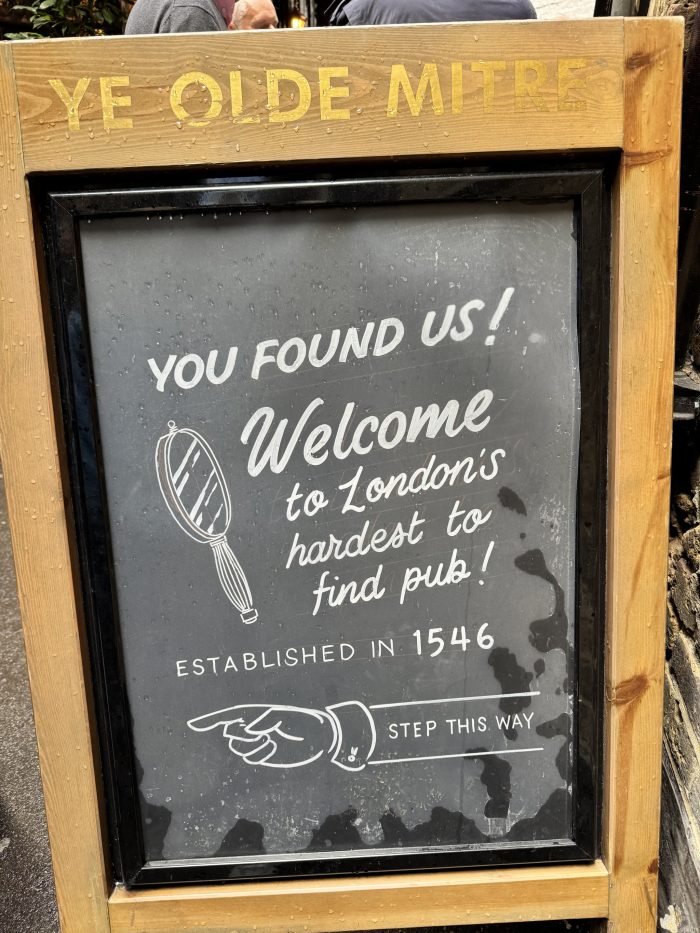 YE OLDE MITRE
YOU FOUND US!
Welcome
to London's
hardest to
find pub!
ESTABLISHED IN 1546
STEP THIS WAY